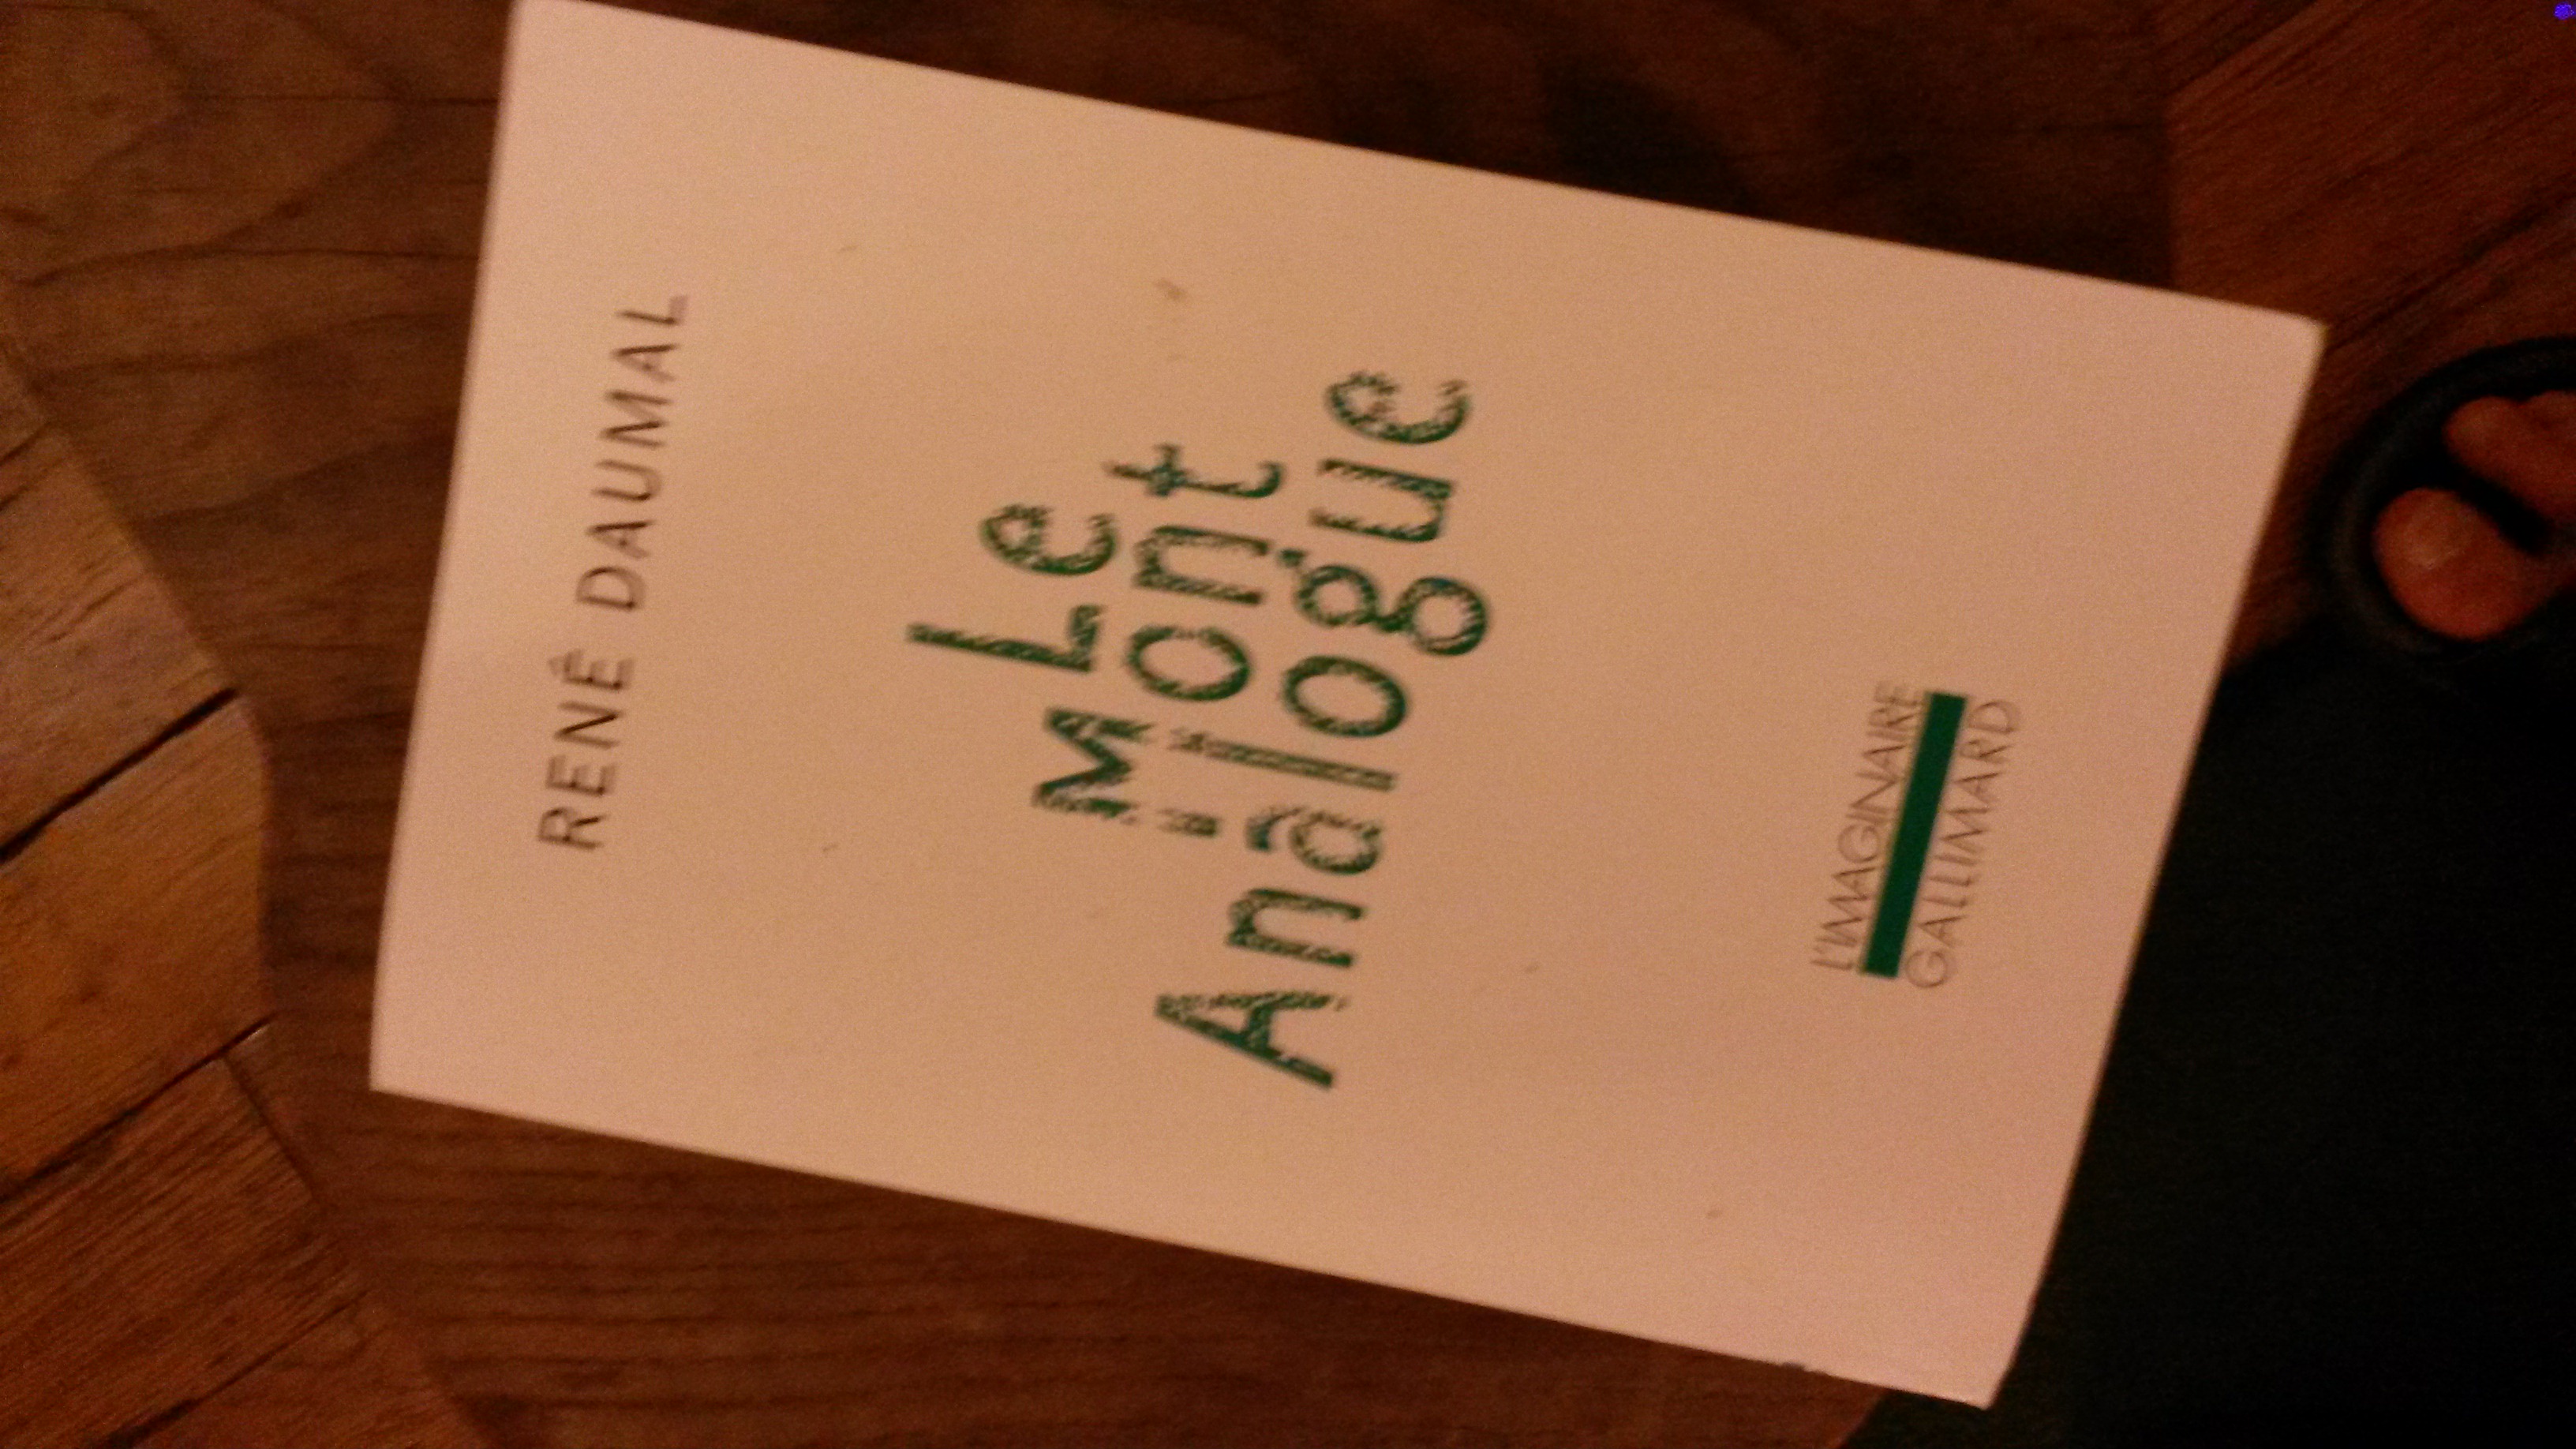 RENÉ DAUMAL
Le
Mont
Analogue
L'IMAGINAIRE
GALLIMARD